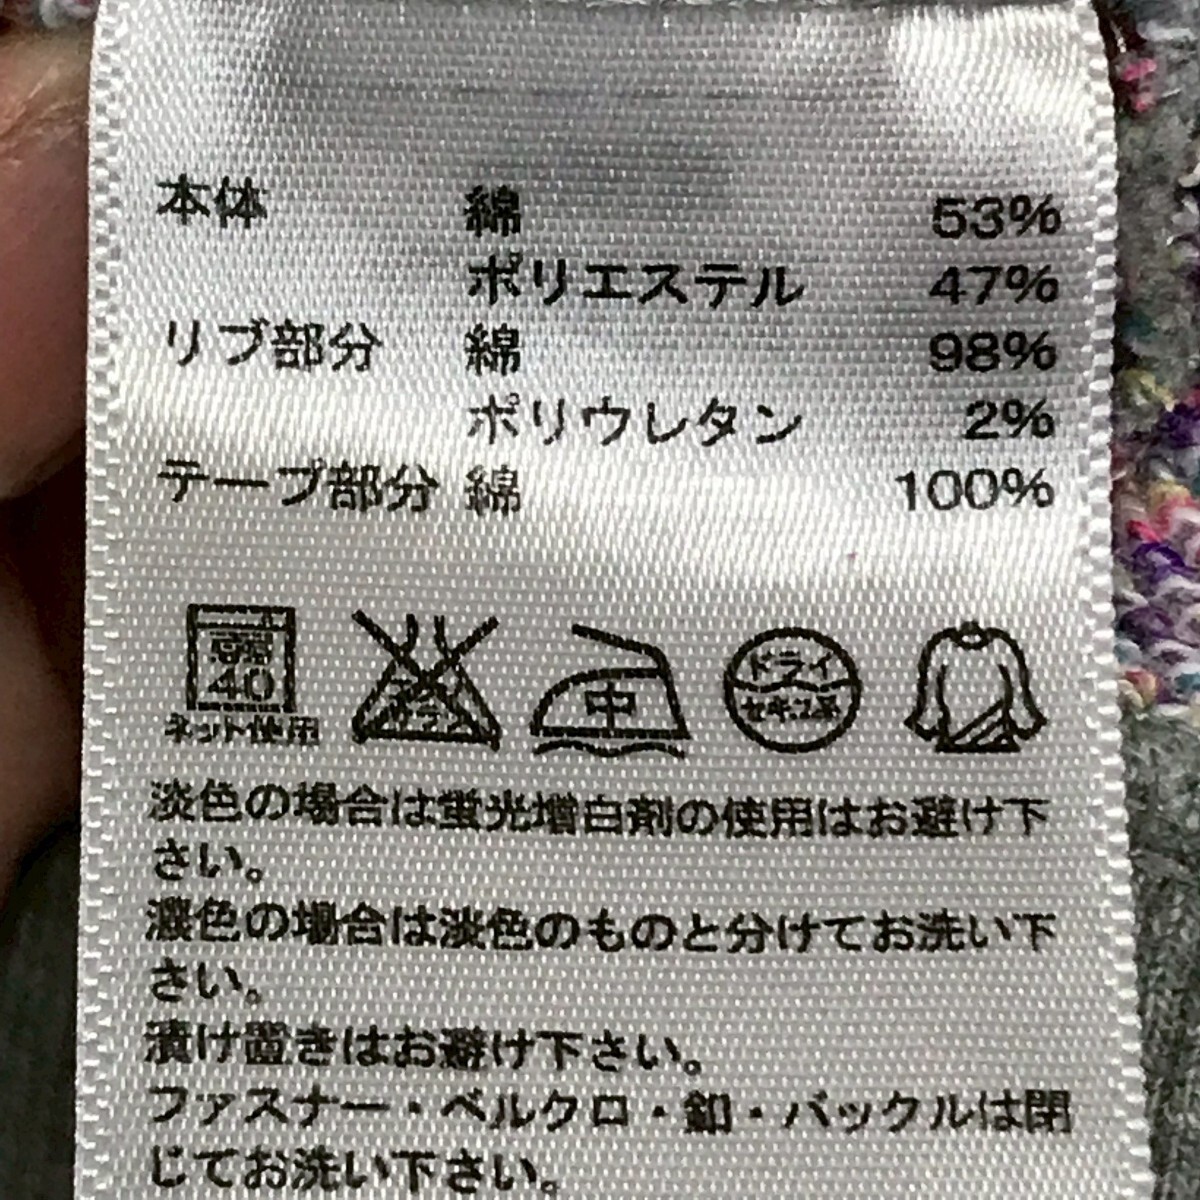 本体 綿 53%
ポリエステル 47%
リブ部分 綿 98%
ポリウレタン 2%
テープ部分 綿 100%
40
ネット使用
中
ドライ
セキユ系
淡色の場合は蛍光増白剤の使用はお避け下
さい。
濃色の場合は淡色のものと分けてお洗い下
さい。
漬け置きはお避け下さい。
ファスナー・ベルクロ・釦・バックルは閉
じてお洗い下さい。